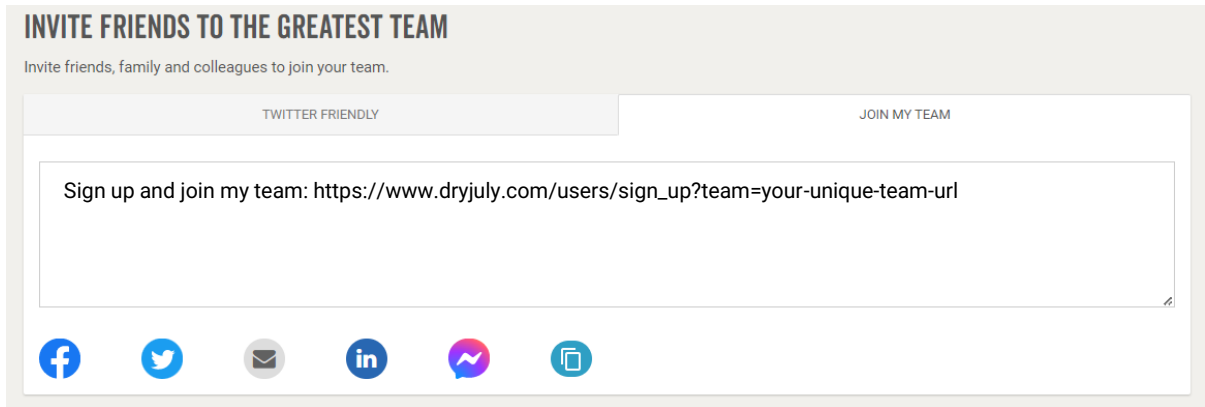 INVITE FRIENDS TO THE GREATEST TEAM
Invite friends, family and colleagues to join your team.
TWITTER FRIENDLY
JOIN MY TEAM
Sign up and join my team: https://www.dryjuly.com/users/sign_up?team=your-unique-team-url
f
in